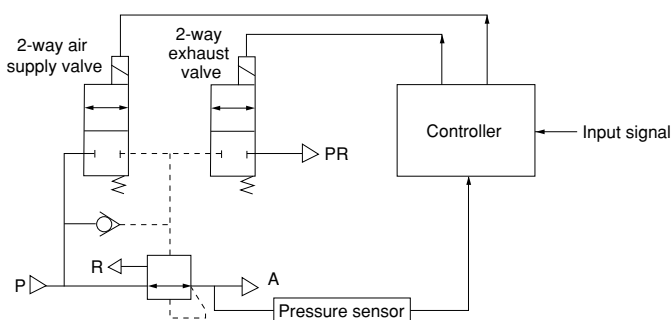 2-way air
supply valve
2-way
exhaust
valve
Controller
Input signal
PR
R
P
A
Pressure sensor